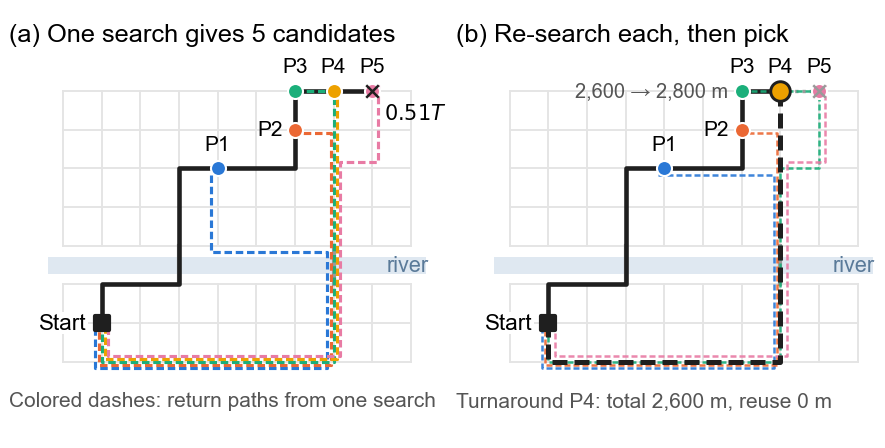 (a) One search gives 5 candidates
P3 P4 P5
0.51T
P2
P1
river
Start
Colored dashes: return paths from one search
(b) Re-search each, then pick
P3 P4 P5
2,600 → 2,800 m
P2
P1
river
Start
Turnaround P4: total 2,600 m, reuse 0 m